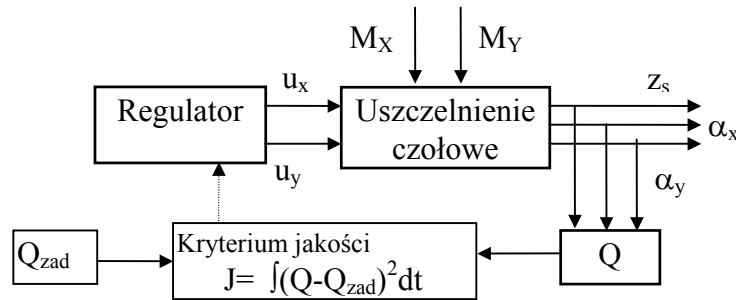 M_X M_Y
u_x
z_s
Regulator
Uszczelnienie
czołowe
α_x
u_y
α_y
Q_zad
Kryterium jakości
J= ∫(Q-Q_zad)²dt
Q